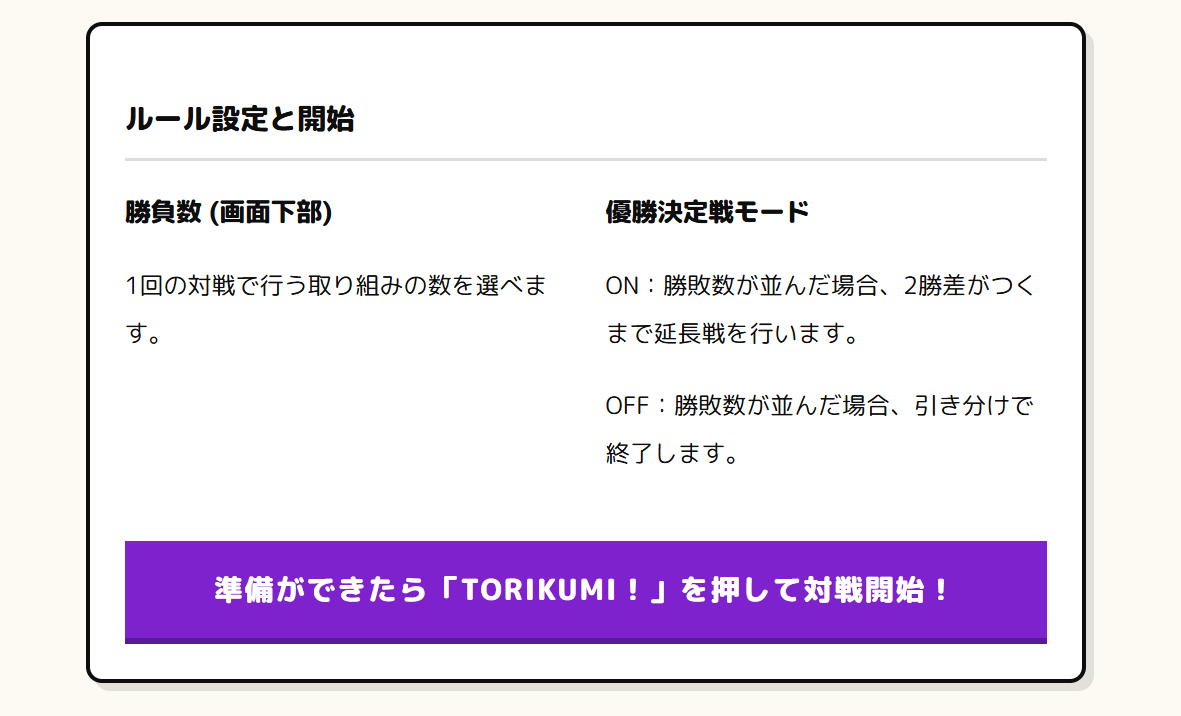 ルール設定と開始
勝負数 (画面下部)
1回の対戦で行う取り組みの数を選べま
す。
優勝決定戦モード
ON：勝敗数が並んだ場合、2勝差がつく
まで延長戦を行います。
OFF：勝敗数が並んだ場合、引き分けで
終了します。
準備ができたら「TORIKUMI！」を押して対戦開始！